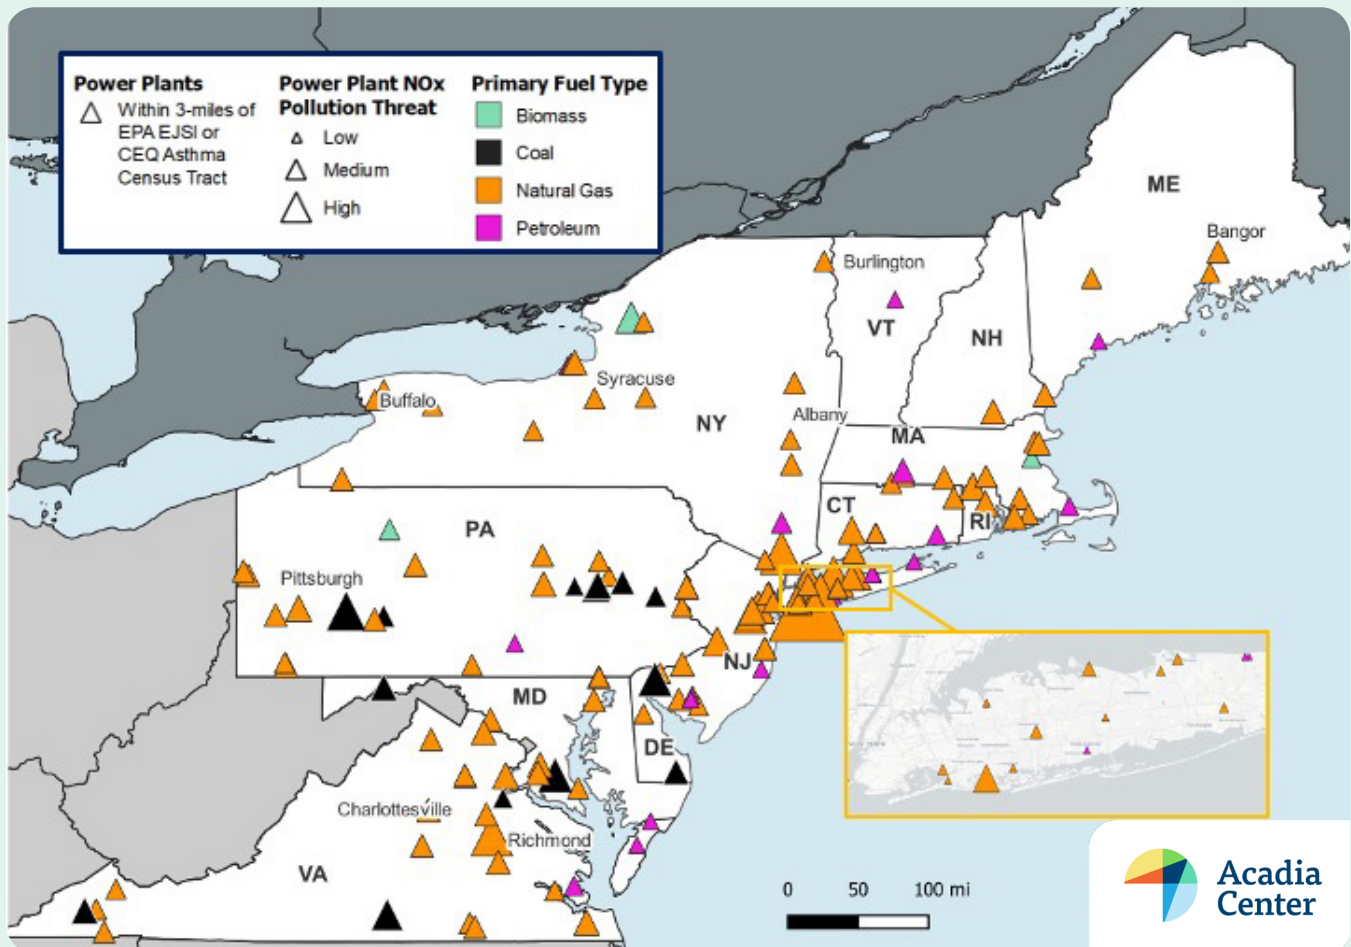 Power Plants
Within 3-miles of
EPA EJSI or
CEQ Asthma
Census Tract
Power Plant NOx
Pollution Threat
Low
Medium
High
Primary Fuel Type
Biomass
Coal
Natural Gas
Petroleum
ME
Bangor
Burlington
VT
NH
Syracuse
Buffalo
NY
Albany
MA
CT
RI
PA
Pittsburgh
NJ
MD
DE
Charlottesville
Richmond
VA
0 50 100 mi
Acadia
Center